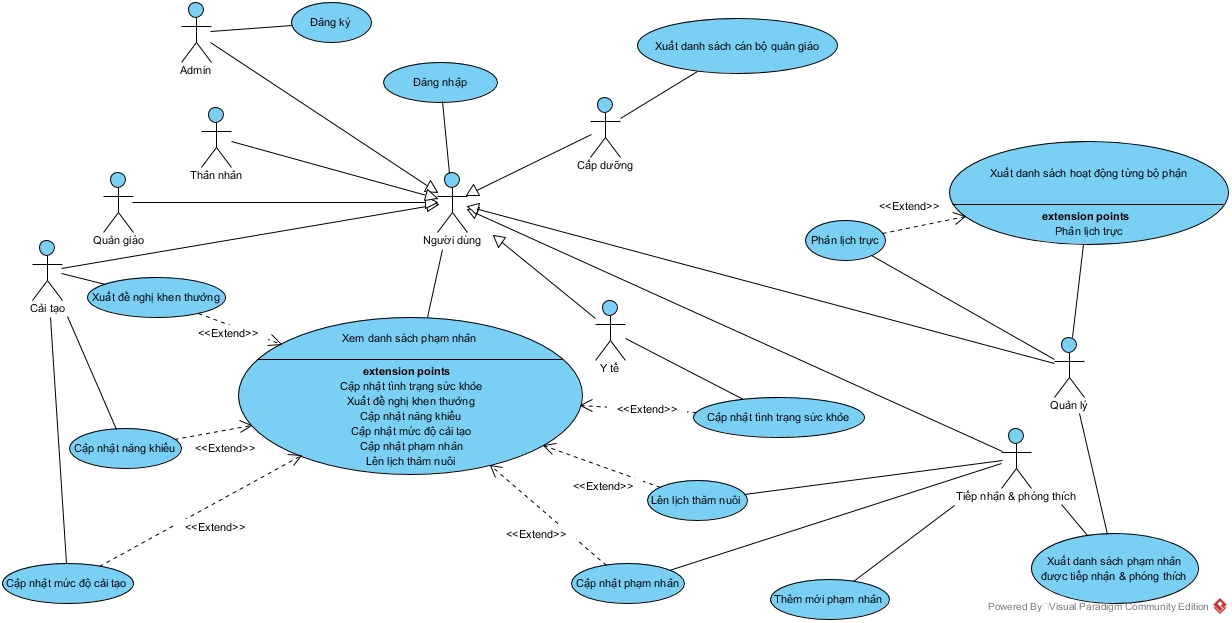 Đăng ký
Admin
Xuất danh sách cán bộ quản giáo
Đăng nhập
Thân nhân
Cấp dưỡng
Xuất danh sách hoạt động từng bộ phận
<<Extend>>
extension points
Phân lịch trực
Phân lịch trực
Quản giáo
Người dùng
Cải tạo
Xuất đề nghị khen thưởng
<<Extend>>
Xem danh sách phạm nhân
extension points
Cập nhật tình trạng sức khỏe
Xuất đề nghị khen thưởng
Cập nhật năng khiếu
Cập nhật mức độ cải tạo
Cập nhật phạm nhân
Lên lịch thăm nuôi
Y tế
<<Extend>>
Cập nhật tình trạng sức khỏe
Quản lý
Cập nhật năng khiếu
<<Extend>>
<<Extend>>
Lên lịch thăm nuôi
Tiếp nhận & phóng thích
<<Extend>>
<<Extend>>
Cập nhật mức độ cải tạo
Cập nhật phạm nhân
Thêm mới phạm nhân
Xuất danh sách phạm nhân
được tiếp nhận & phóng thích
Powered By Visual Paradigm Community Edition